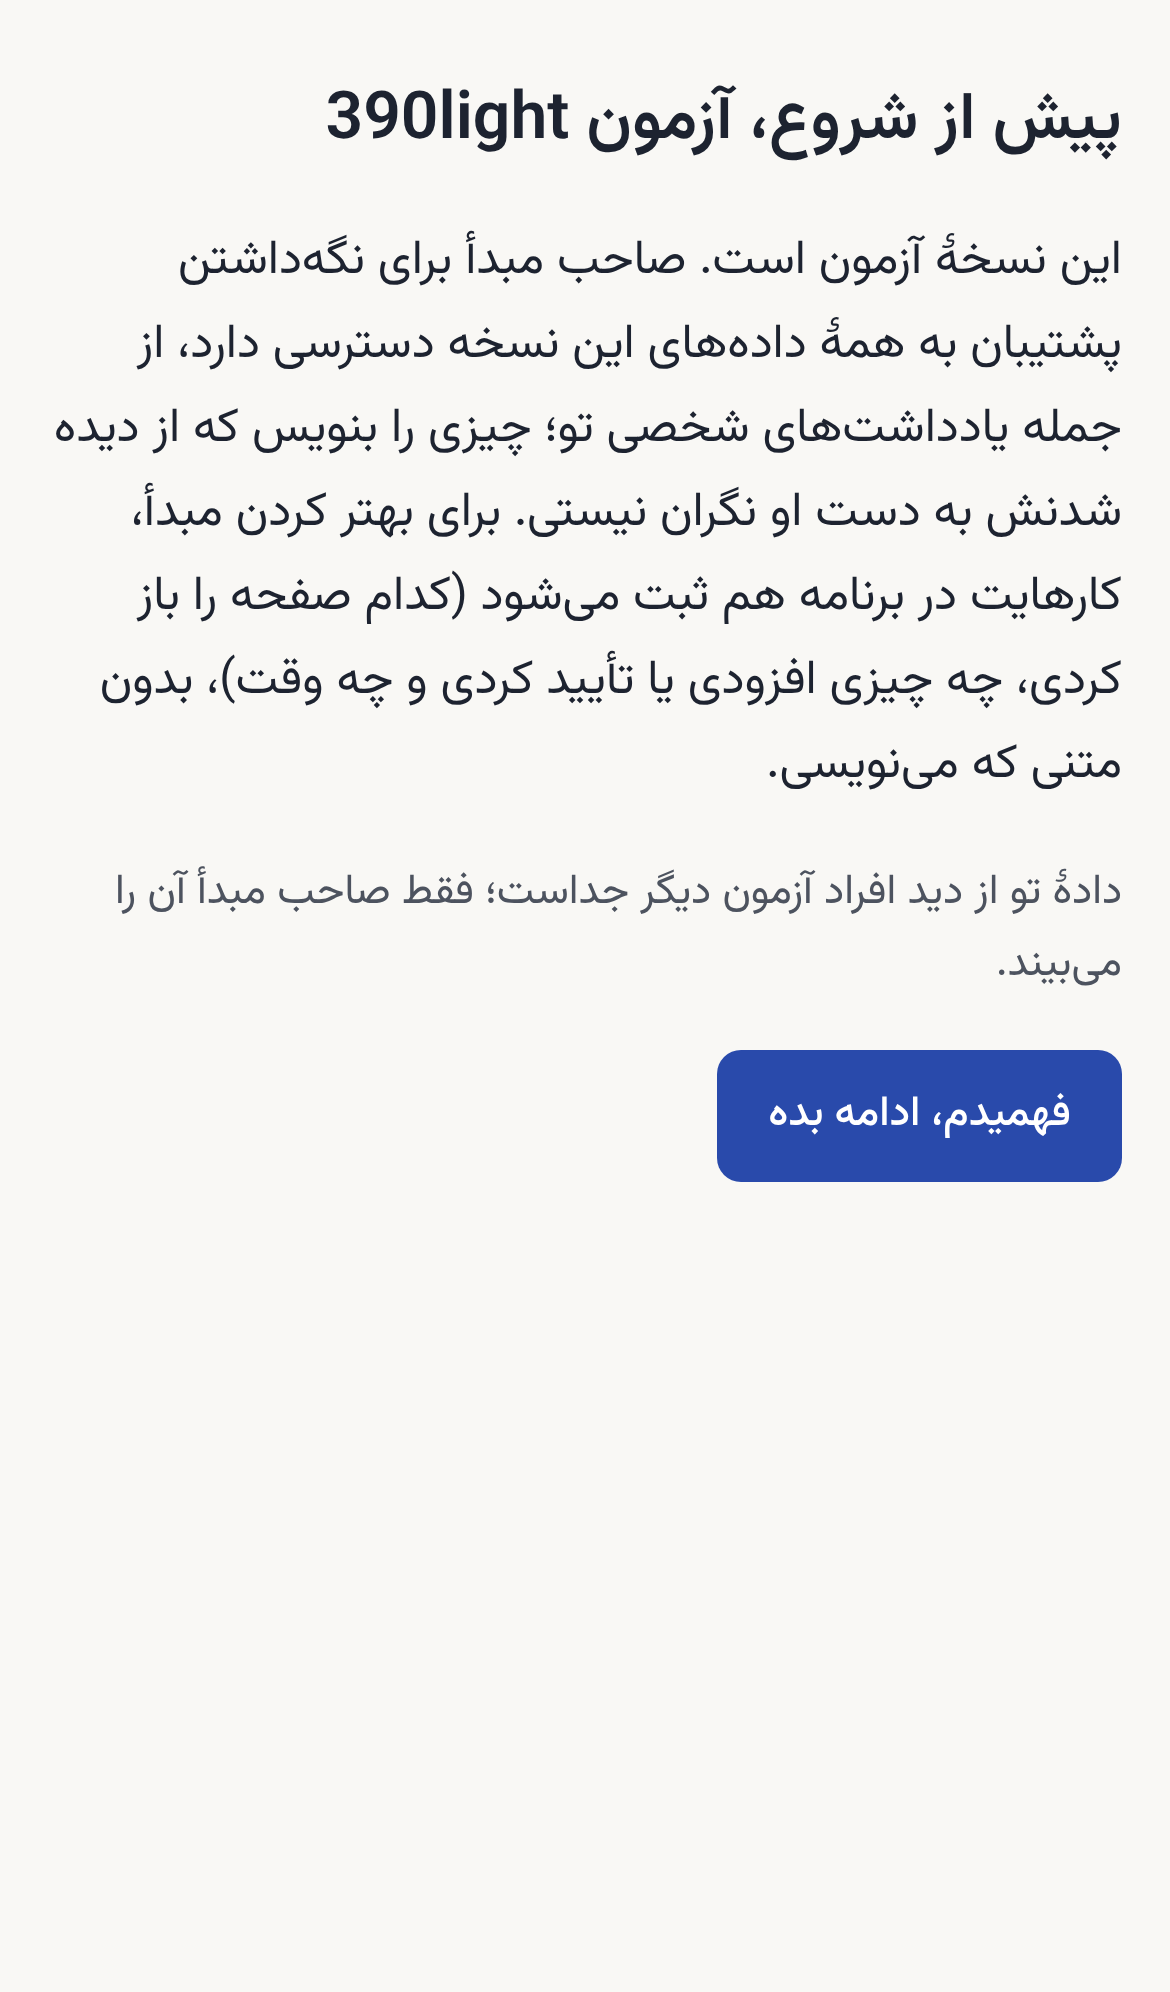 پیش از شروع، آزمون 390light
این نسخهٔ آزمون است. صاحب مبدأ برای نگه‌داشتن
پشتیبان به همهٔ داده‌های این نسخه دسترسی دارد، از
جمله یادداشت‌های شخصی تو؛ چیزی را بنویس که از دیده
شدنش به دست او نگران نیستی. برای بهتر کردن مبدأ،
کارهایت در برنامه هم ثبت می‌شود (کدام صفحه را باز
کردی، چه چیزی افزودی یا تأیید کردی و چه وقت)، بدون
متنی که می‌نویسی.
دادهٔ تو از دید افراد آزمون دیگر جداست؛ فقط صاحب مبدأ آن را
می‌بیند.
فهمیدم، ادامه بده